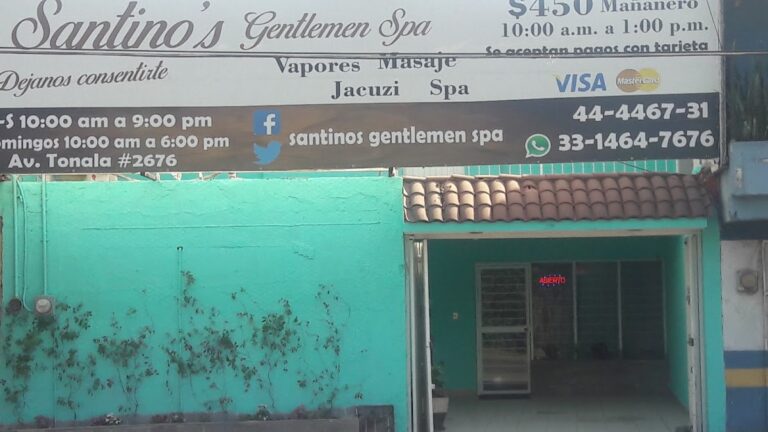 Santino's Gentlemen Spa
Dejanos consentirte
Vapores Masaje
Jacuzi Spa
$450 Mañanero
10:00 a.m. a 1:00 p.m.
Se aceptan pagos con tarjeta
VISA MasterCard
-S 10:00 am a 9:00 pm
omingos 10:00 am a 6:00 pm
Av. Tonala #2676
santinos gentlemen spa
44-4467-31
33-1464-7676
ABIERTO